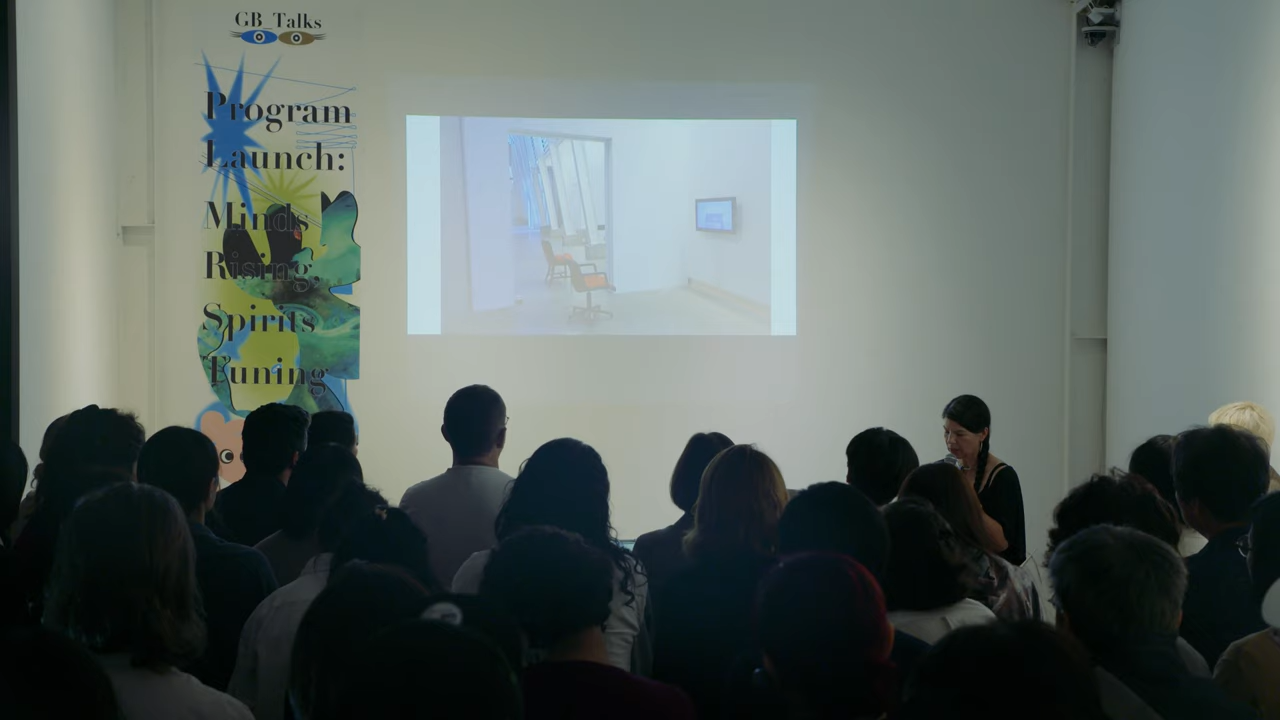 GB_Talks
Program
Launch:
Minds
Rising,
Spirits
Tuning